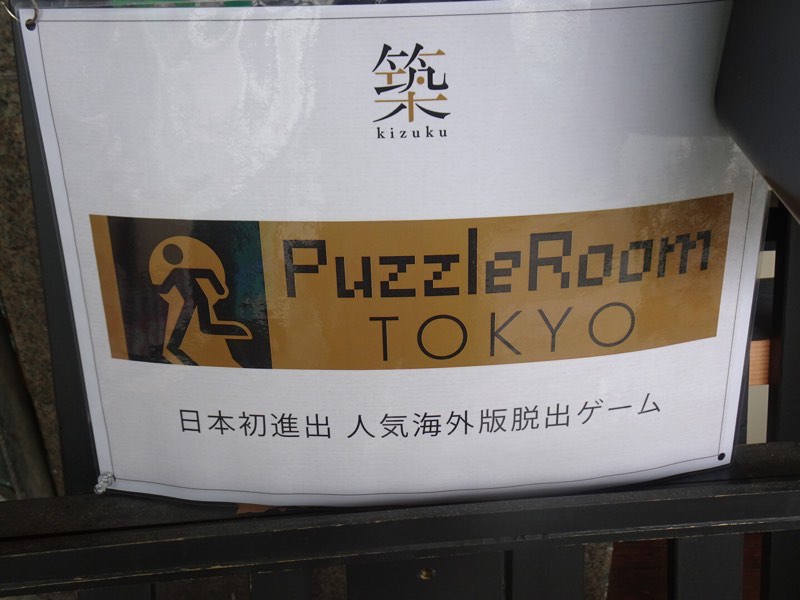 築
kizuku
PuzzleRoom
TOKYO
日本初進出 人気海外版脱出ゲーム